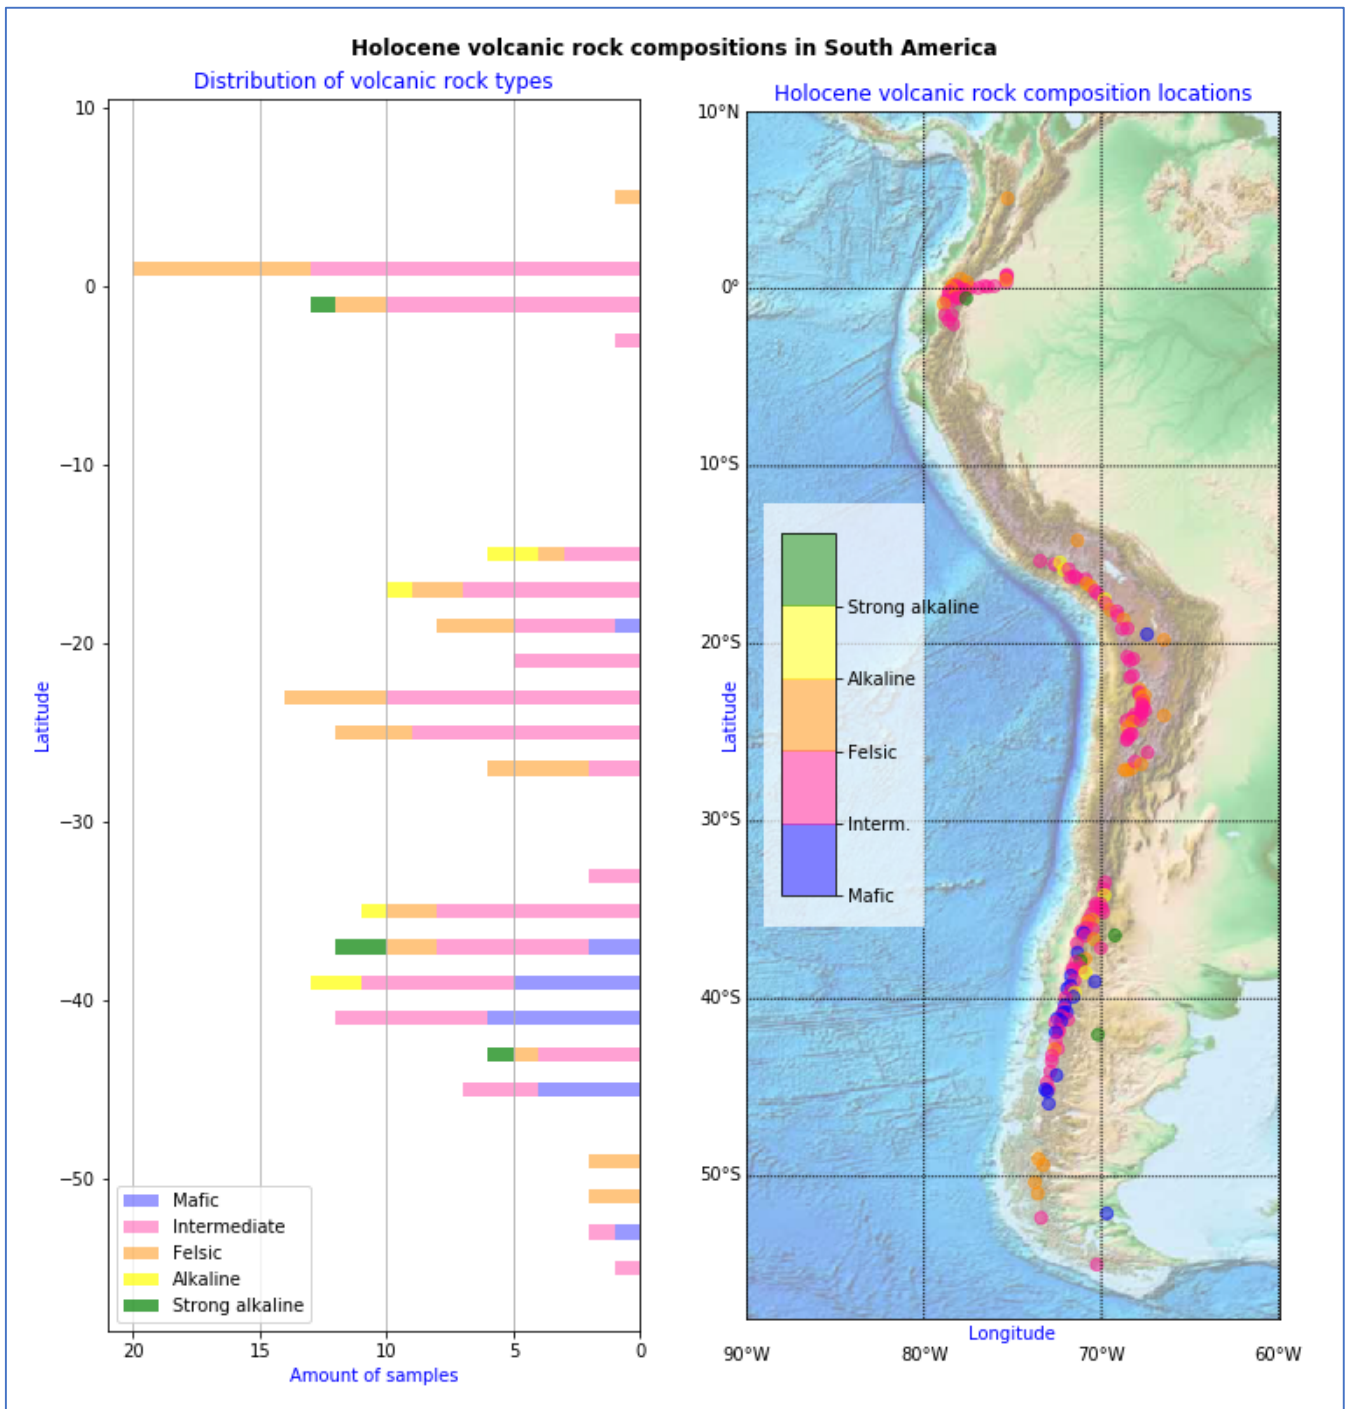 Holocene volcanic rock compositions in South America
Distribution of volcanic rock types
10
0
−10
−20
−30
−40
−50
Latitude
Mafic
Intermediate
Felsic
Alkaline
Strong alkaline
20
15
10
5
0
Amount of samples
Holocene volcanic rock composition locations
10°N
0°
10°S
20°S
30°S
40°S
50°S
Latitude
Strong alkaline
Alkaline
Felsic
Interm.
Mafic
Longitude
90°W
80°W
70°W
60°W